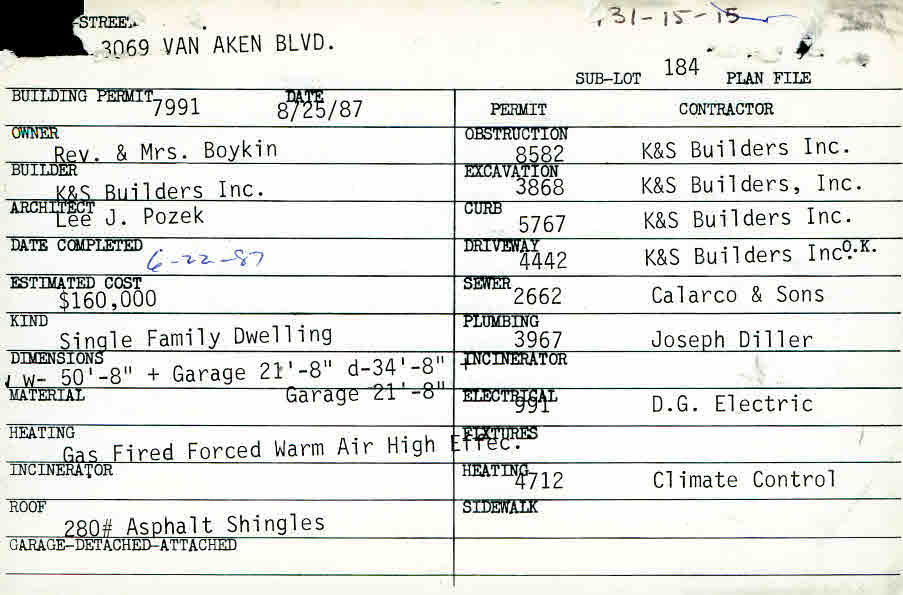 -STREET
31-15-15
3069 VAN AKEN BLVD.
SUB-LOT 184 PLAN FILE
BUILDING PERMIT 7991 DATE 8/25/87
PERMIT CONTRACTOR
OWNER Rev. & Mrs. Boykin
OBSTRUCTION 8582 K&S Builders Inc.
BUILDER K&S Builders Inc.
EXCAVATION 3868 K&S Builders, Inc.
ARCHITECT Lee J. Pozek
CURB 5767 K&S Builders Inc.
DATE COMPLETED 6-22-87
DRIVEWAY 4442 K&S Builders Inc. O.K.
ESTIMATED COST $160,000
SEWER 2662 Calarco & Sons
KIND Single Family Dwelling
PLUMBING 3967 Joseph Diller
DIMENSIONS w- 50'-8" + Garage 21'-8" d-34'-8"
INCINERATOR
MATERIAL Garage 21'-8"
ELECTRICAL 991 D.G. Electric
HEATING Gas Fired Forced Warm Air High Effec.
FIXTURES
INCINERATOR
HEATING 4712 Climate Control
ROOF 280# Asphalt Shingles
SIDEWALK
GARAGE-DETACHED-ATTACHED